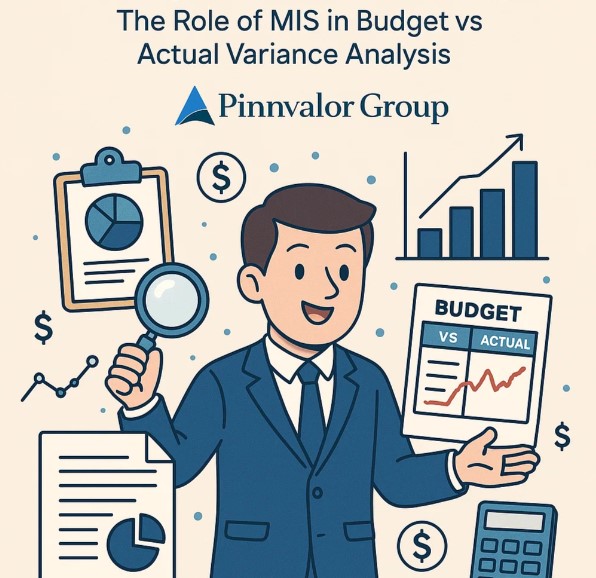 The Role of MIS in Budget vs
Actual Variance Analysis
Pinnvalor Group
$
BUDGET
VS ACTUAL
$
$
$